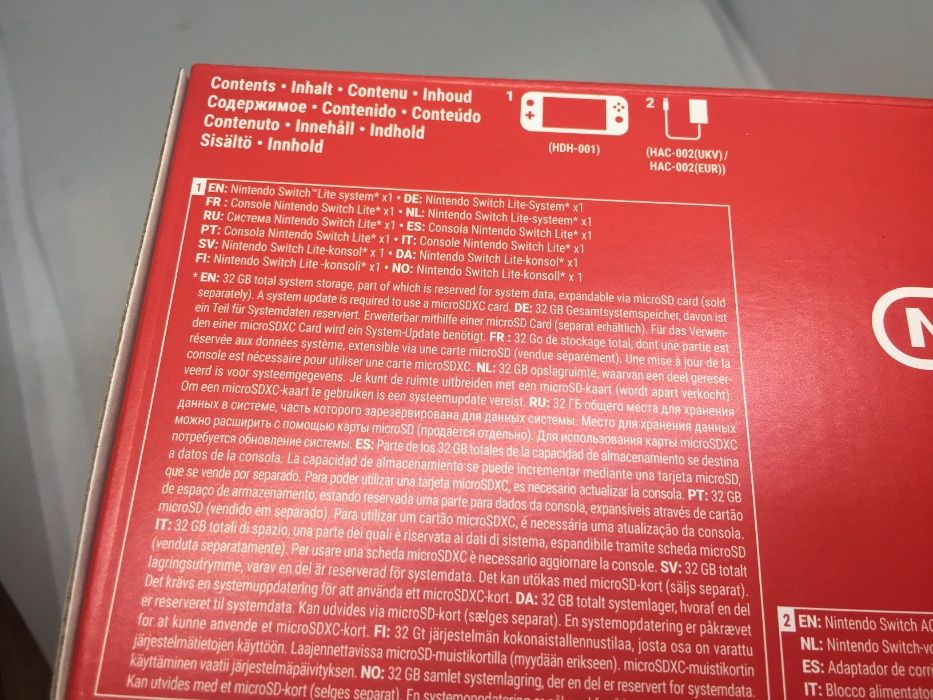 Contents • Inhalt • Contenu • Inhoud
Содержимое • Contenido • Conteúdo
Contenuto • Innehåll • Indhold
Sisältö • Innhold
1
(HDH-001)
2
(HAC-002(UKV)/
HAC-002(EUR))
1 EN: Nintendo Switch™Lite system* x1 • DE: Nintendo Switch Lite-System* x1
FR : Console Nintendo Switch Lite* x1 • NL: Nintendo Switch Lite-systeem* x1
RU: Система Nintendo Switch Lite* x1 • ES: Consola Nintendo Switch Lite* x1
PT: Consola Nintendo Switch Lite* x1 • IT: Console Nintendo Switch Lite* x1
SV: Nintendo Switch Lite-konsol* x 1 • DA: Nintendo Switch Lite-konsol* x1
FI: Nintendo Switch Lite -konsoli* x1 • NO: Nintendo Switch Lite-konsoll* x 1
* EN: 32 GB total system storage, part of which is reserved for system data, expandable via microSD card (sold
separately). A system update is required to use a microSDXC card. DE: 32 GB Gesamtsystemspeicher, davon ist
ein Teil für Systemdaten reserviert. Erweiterbar mithilfe einer microSD Card (separat erhältlich). Für das Verwen-
den einer microSDXC Card wird ein System-Update benötigt. FR : 32 Go de stockage total, dont une partie est
réservée aux données système, extensible via une carte microSD (vendue séparément). Une mise à jour de la
console est nécessaire pour utiliser une carte microSDXC. NL: 32 GB opslagruimte, waarvan een deel gereser-
veerd is voor systeemgegevens. Je kunt de ruimte uitbreiden met een microSD-kaart (wordt apart verkocht).
Om een microSDXC-kaart te gebruiken is een systeemupdate vereist. RU: 32 ГБ общего места для хранения
данных в системе, часть которого зарезервирована для данных системы. Место для хранения данных
можно расширить с помощью карты microSD (продается отдельно). Для использования карты microSDXC
потребуется обновление системы. ES: Parte de los 32 GB totales de la capacidad de almacenamiento se destina
a datos de la consola. La capacidad de almacenamiento se puede incrementar mediante una tarjeta microSD,
que se vende por separado. Para poder utilizar una tarjeta microSDXC, es necesario actualizar la consola. PT: 32 GB
de espaço de armazenamento, estando reservada uma parte para dados da consola, expansíveis através de cartão
microSD (vendido em separado). Para utilizar um cartão microSDXC, é necessária uma atualização da consola.
IT: 32 GB totali di spazio, una parte dei quali è riservata ai dati di sistema, espandibile tramite scheda microSD
(venduta separatamente). Per usare una scheda microSDXC è necessario aggiornare la console. SV: 32 GB totalt
lagringsutrymme, varav en del är reserverad för systemdata. Det kan utökas med microSD-kort (säljs separat).
Det krävs en systemuppdatering för att använda ett microSDXC-kort. DA: 32 GB totalt systemlager, hvoraf en del
er reserveret til systemdata. Kan udvides via microSD-kort (sælges separat). En systemopdatering er påkrævet
for at kunne anvende et microSDXC-kort. FI: 32 Gt järjestelmän kokonaistallennustilaa, josta osa on varattu
järjestelmätietojen käyttöön. Laajennettavissa microSD-muistikortilla (myydään erikseen). microSDXC-muistikortin
käyttäminen vaatii järjestelmäpäivityksen. NO: 32 GB samlet systemlagring, der en del er reservert for systemdata.
Kan utvides med et microSD-kort (selges separat). En systemoppdatering er
2 EN: Nintendo Switch AC
NL: Nintendo Switch-vo
ES: Adaptador de corri
IT: Blocco alimentato
N